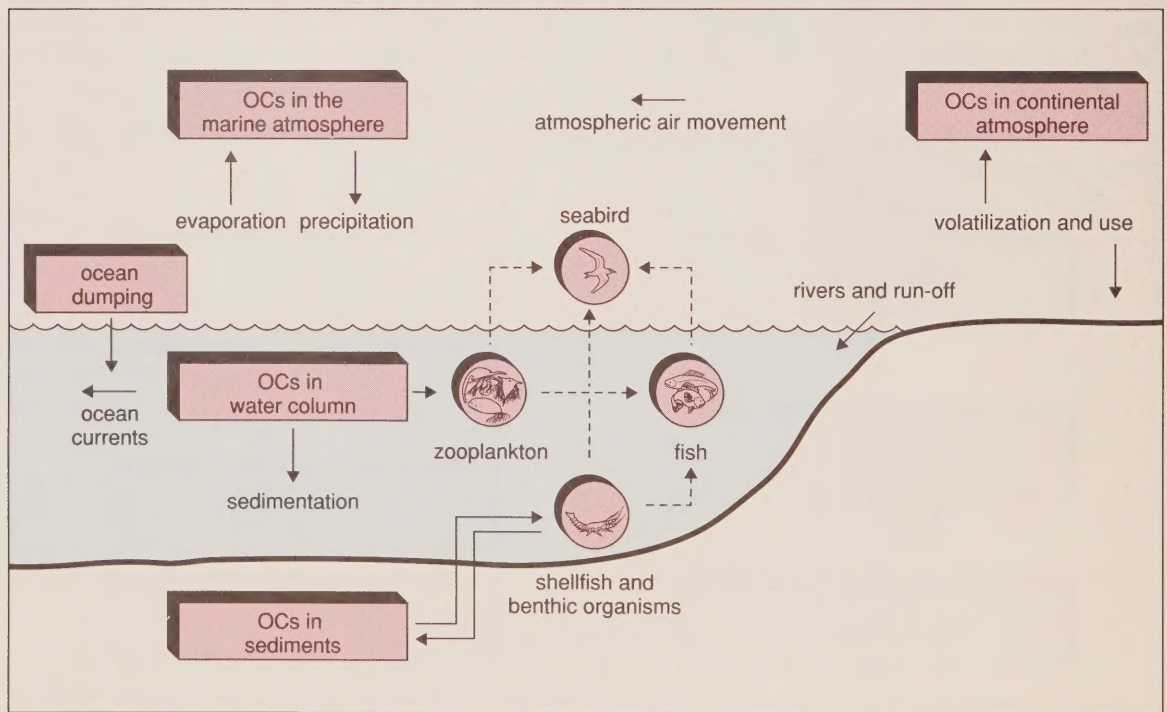 OCs in the
marine atmosphere
atmospheric air movement
OCs in continental
atmosphere
evaporation
precipitation
seabird
volatilization and use
ocean
dumping
rivers and run-off
OCs in
water column
ocean
currents
zooplankton
fish
sedimentation
shellfish and
benthic organisms
OCs in
sediments